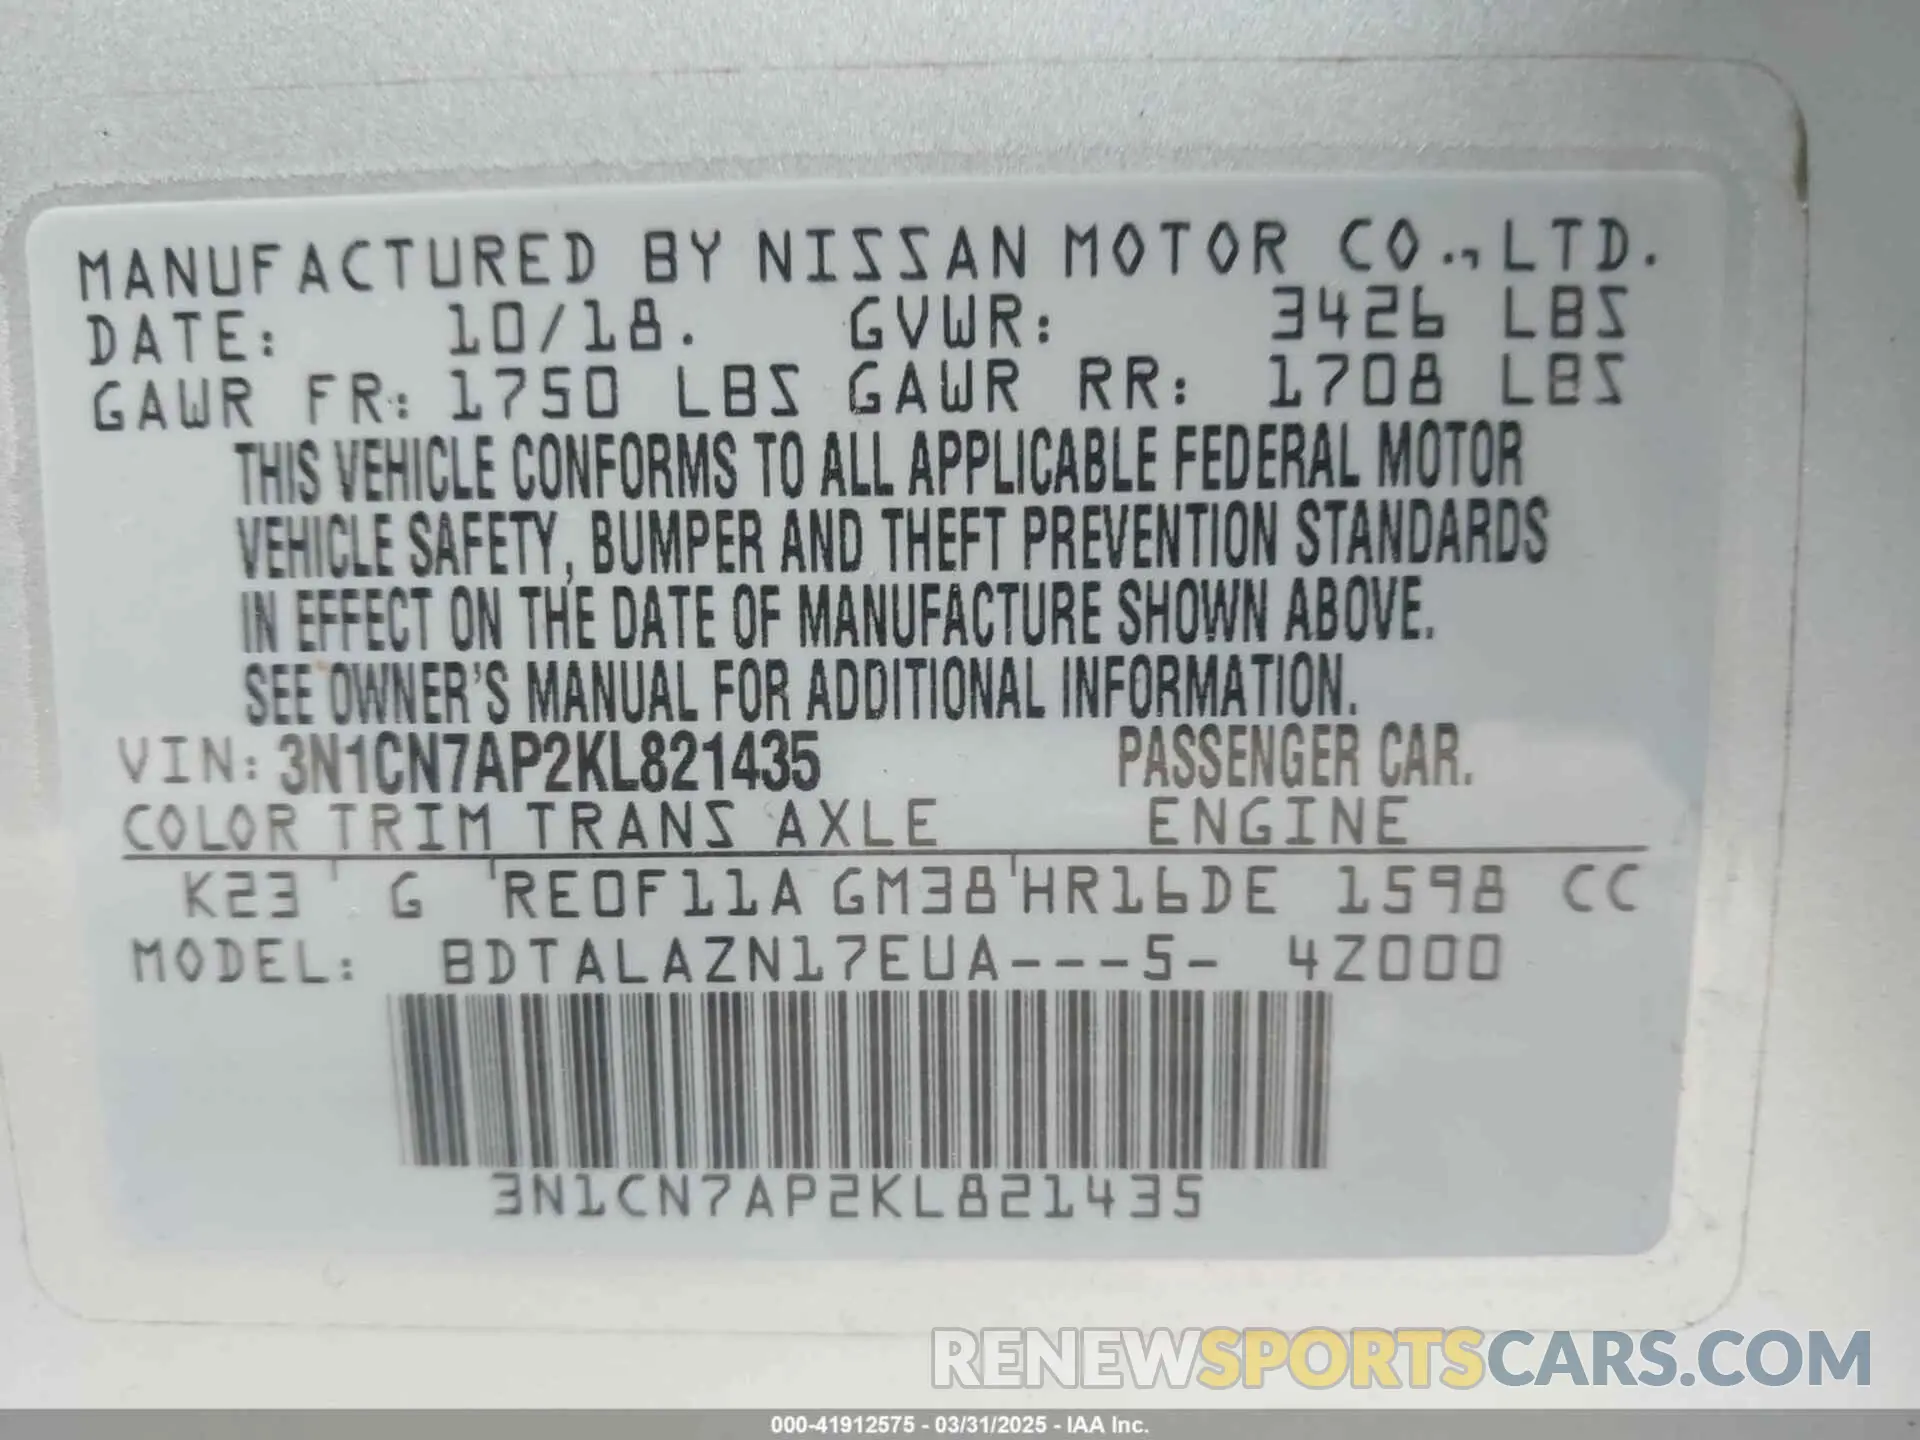 MANUFACTURED BY NISSAN MOTOR CO., LTD.
DATE: 10/18. GVWR: 3426 LBS
GAWR FR: 1750 LBS GAWR RR: 1708 LBS
THIS VEHICLE CONFORMS TO ALL APPLICABLE FEDERAL MOTOR
VEHICLE SAFETY, BUMPER AND THEFT PREVENTION STANDARDS
IN EFFECT ON THE DATE OF MANUFACTURE SHOWN ABOVE.
SEE OWNER'S MANUAL FOR ADDITIONAL INFORMATION.
VIN: 3N1CN7AP2KL821435 PASSENGER CAR.
COLOR TRIM TRANS AXLE ENGINE
K23 G RE0F11A GM38 HR16DE 1598 CC
MODEL: BDTALAZN17EUA---5- 4Z000
3N1CN7AP2KL821435
RENEWSPORTSCARS.COM
000-41912575 - 03/31/2025 - IAA Inc.